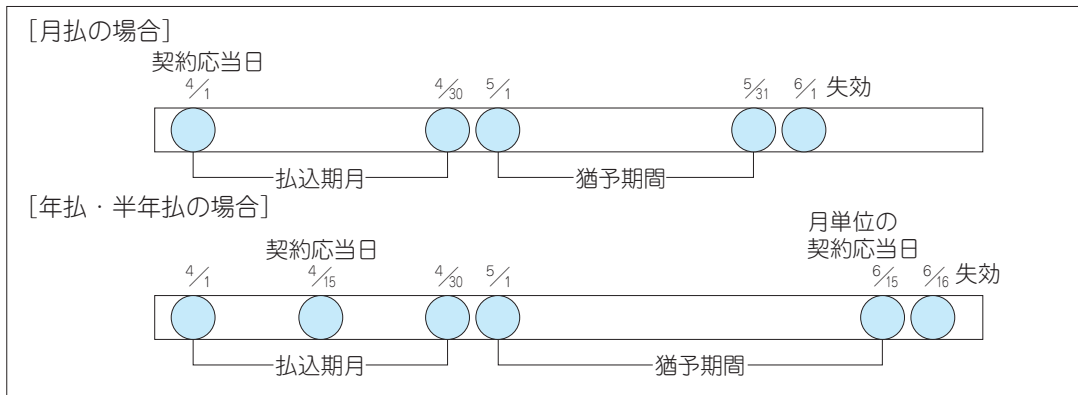 [月払の場合]
契約応当日
4/1 4/30 5/1 5/31 6/1 失効
払込期月 猶予期間
[年払・半年払の場合]
月単位の
契約応当日 契約応当日
4/1 4/15 4/30 5/1 6/15 6/16 失効
払込期月 猶予期間